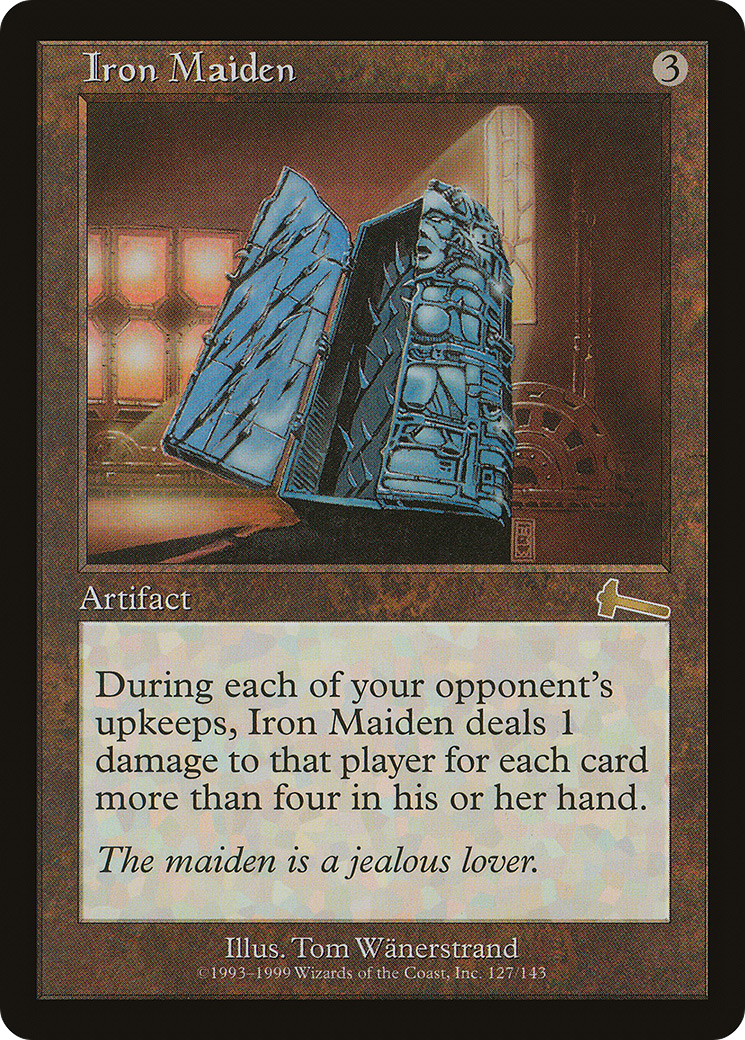 Iron Maiden
3
Artifact
During each of your opponent's
upkeeps, Iron Maiden deals 1
damage to that player for each card
more than four in his or her hand.
The maiden is a jealous lover.
Illus. Tom Wänerstrand
©1993–1999 Wizards of the Coast, Inc. 127/143